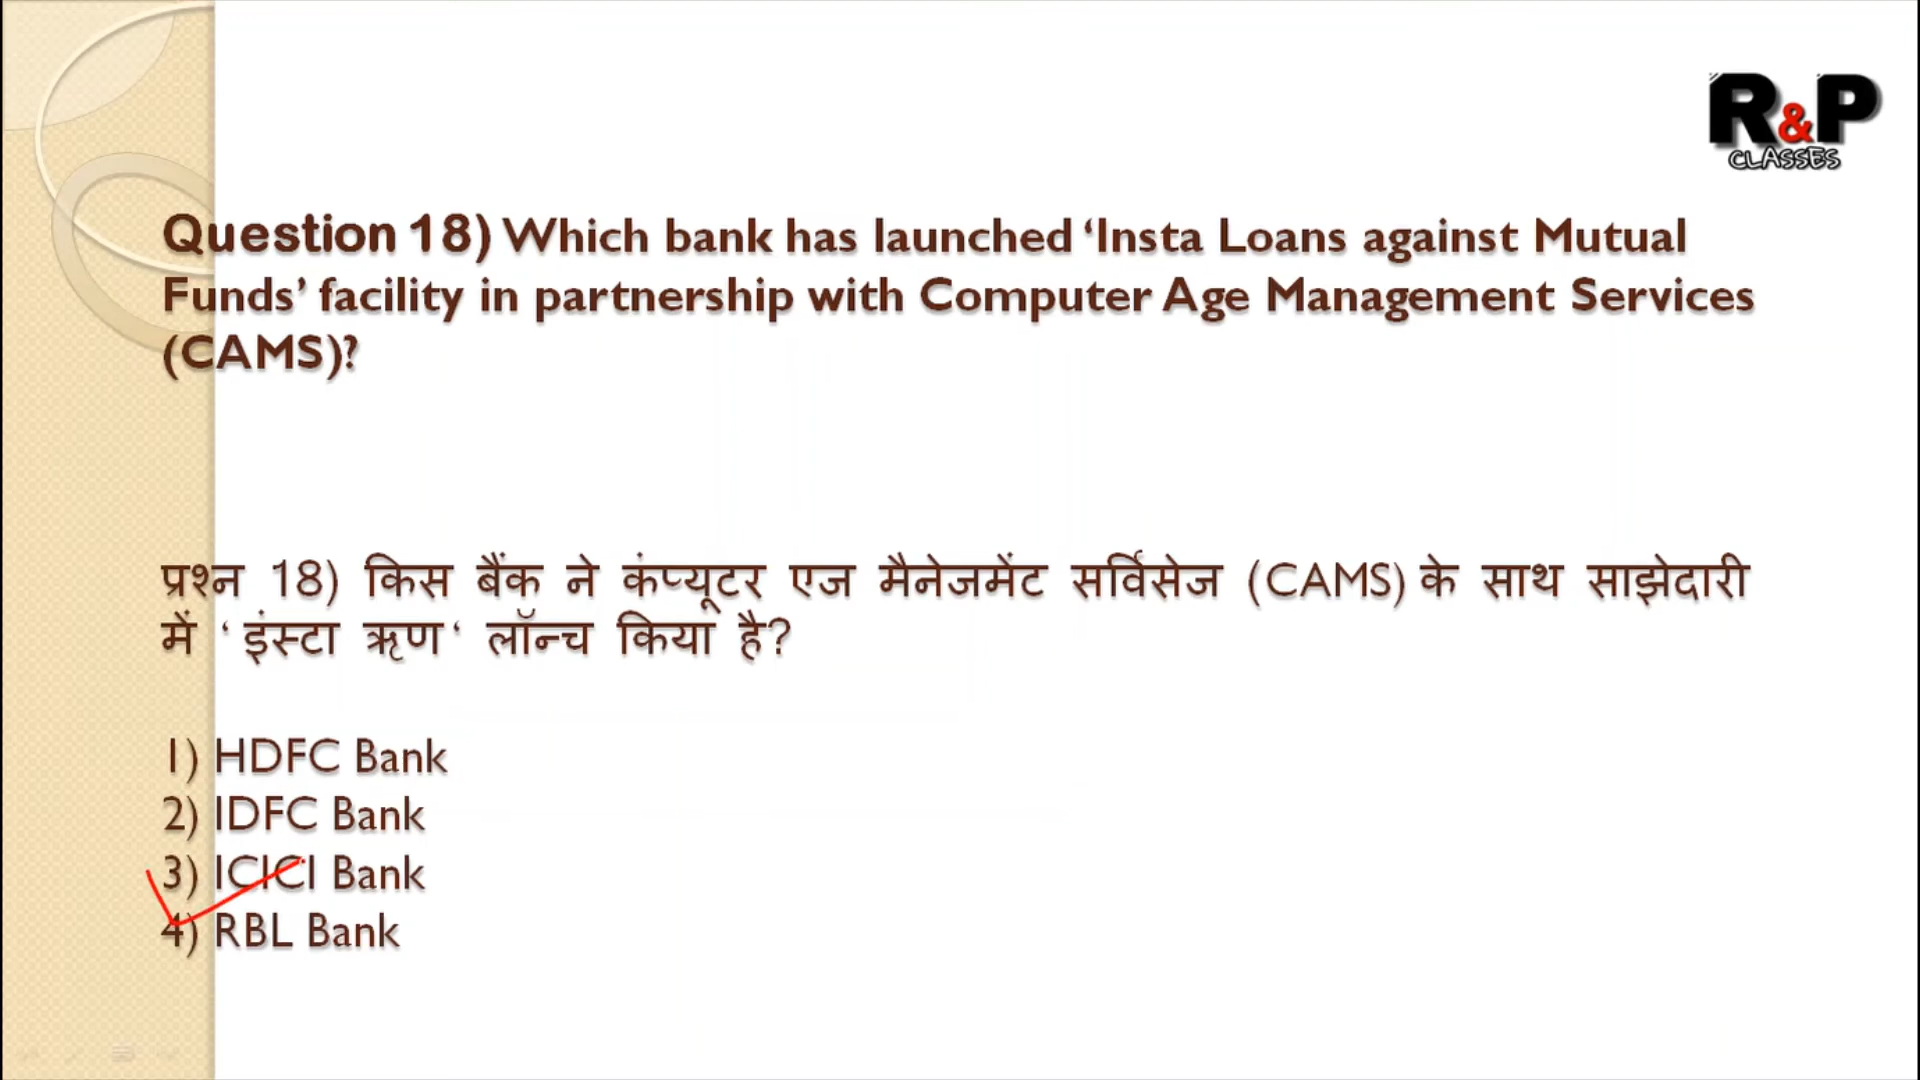 R&P
CLASSES
Question 18) Which bank has launched ‘Insta Loans against Mutual
Funds’ facility in partnership with Computer Age Management Services
(CAMS)?
प्रश्न 18) किस बैंक ने कंप्यूटर एज मैनेजमेंट सर्विसेज (CAMS) के साथ साझेदारी
में ‘ इंस्टा ऋण ‘ लॉन्च किया है?
1) HDFC Bank
2) IDFC Bank
3) ICICI Bank
4) RBL Bank